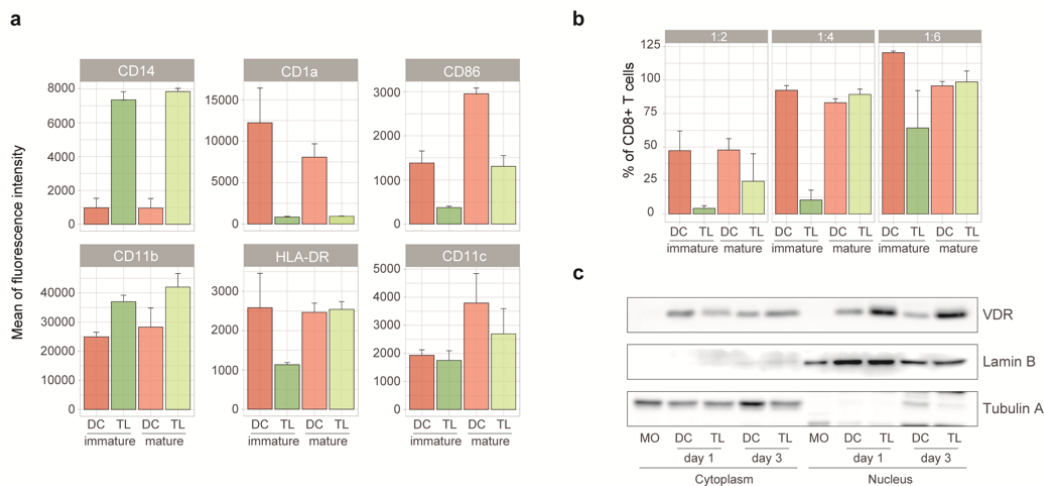 a
Mean of fluorescence intensity
CD14
8000
6000
4000
2000
0
CD1a
15000
10000
5000
0
CD86
3000
2000
1000
0
CD11b
40000
30000
20000
10000
0
HLA-DR
3000
2000
1000
0
CD11c
5000
4000
3000
2000
1000
0
DC TL DC TL
immature mature
DC TL DC TL
immature mature
DC TL DC TL
immature mature
b
% of CD8+ T cells
125
100
75
50
25
0
1:2 1:4 1:6
DC TL DC TL DC TL DC TL DC TL DC TL
immature mature immature mature immature mature
c
VDR
Lamin B
Tubulin A
MO DC TL DC TL MO DC TL DC TL
day 1 day 3 day 1 day 3
Cytoplasm Nucleus